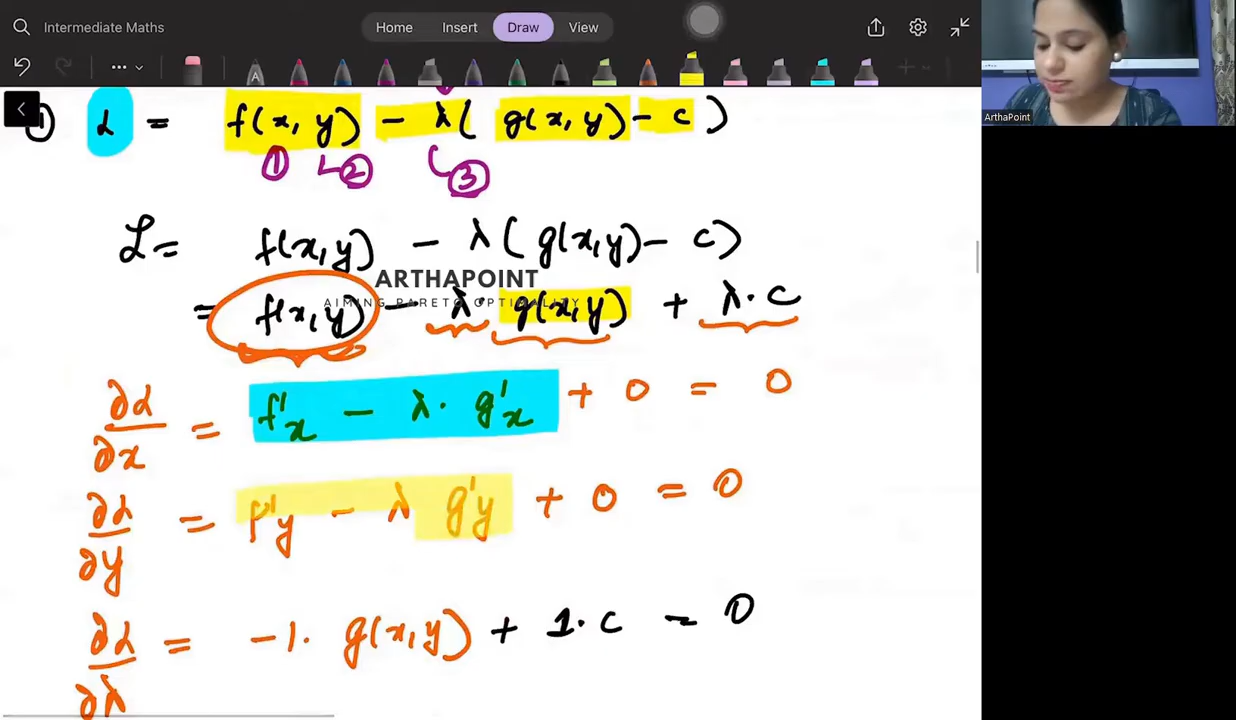 Intermediate Maths
Home Insert Draw View
ArthaPoint
① ℒ = f(x, y) - λ( g(x, y) - c )
① ② ③
ℒ = f(x, y) - λ( g(x, y) - c )
ARTHAPOINT
AIMING PARETO OPTIMALITY
= f(x, y) - λ· g(x, y) + λ· c
∂ℒ/∂x = f'x - λ· g'x + 0 = 0
∂ℒ/∂y = f'y - λ g'y + 0 = 0
∂ℒ/∂λ = -1· g(x, y) + 1· c = 0